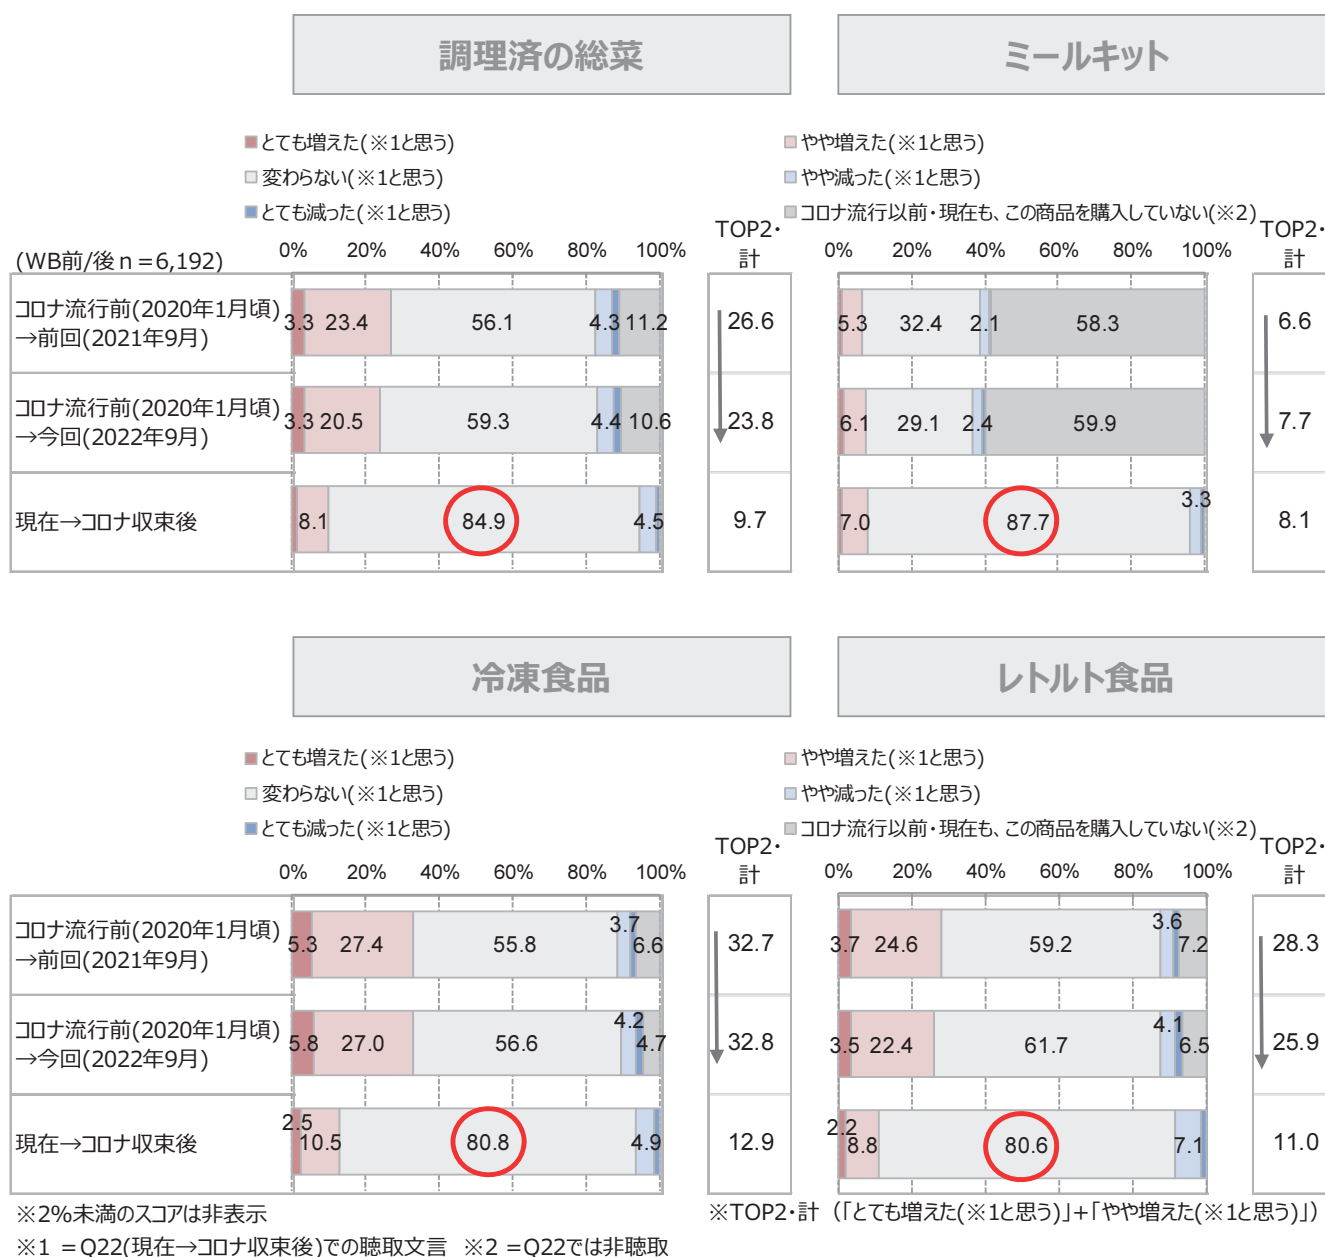 調理済の総菜
ミールキット
とても増えた(※1と思う)
やや増えた(※1と思う)
変わらない(※1と思う)
やや減った(※1と思う)
とても減った(※1と思う)
コロナ流行以前・現在も、この商品を購入していない(※2)
(WB前/後 n=6,192)
0% 20% 40% 60% 80% 100%
TOP2・
計
0% 20% 40% 60% 80% 100%
TOP2・
計
コロナ流行前(2020年1月頃)
→前回(2021年9月)
3.3 23.4 56.1 4.3 11.2 26.6
5.3 32.4 2.1 58.3 6.6
コロナ流行前(2020年1月頃)
→今回(2022年9月)
3.3 20.5 59.3 4.4 10.6 23.8
6.1 29.1 2.4 59.9 7.7
現在→コロナ収束後
8.1 84.9 4.5 9.7
7.0 87.7 3.3 8.1
冷凍食品
レトルト食品
とても増えた(※1と思う)
やや増えた(※1と思う)
変わらない(※1と思う)
やや減った(※1と思う)
とても減った(※1と思う)
コロナ流行以前・現在も、この商品を購入していない(※2)
0% 20% 40% 60% 80% 100%
TOP2・
計
0% 20% 40% 60% 80% 100%
TOP2・
計
コロナ流行前(2020年1月頃)
→前回(2021年9月)
5.3 27.4 55.8 3.7 6.6 32.7
3.7 24.6 59.2 3.6 7.2 28.3
コロナ流行前(2020年1月頃)
→今回(2022年9月)
5.8 27.0 56.6 4.2 4.7 32.8
3.5 22.4 61.7 4.1 6.5 25.9
現在→コロナ収束後
2.5 10.5 80.8 4.9 12.9
2.2 8.8 80.6 7.1 11.0
※2%未満のスコアは非表示
※TOP2・計(「とても増えた(※1と思う)」+「やや増えた(※1と思う)」)
※1 =Q22(現在→コロナ収束後)での聴取文言 ※2 =Q22では非聴取